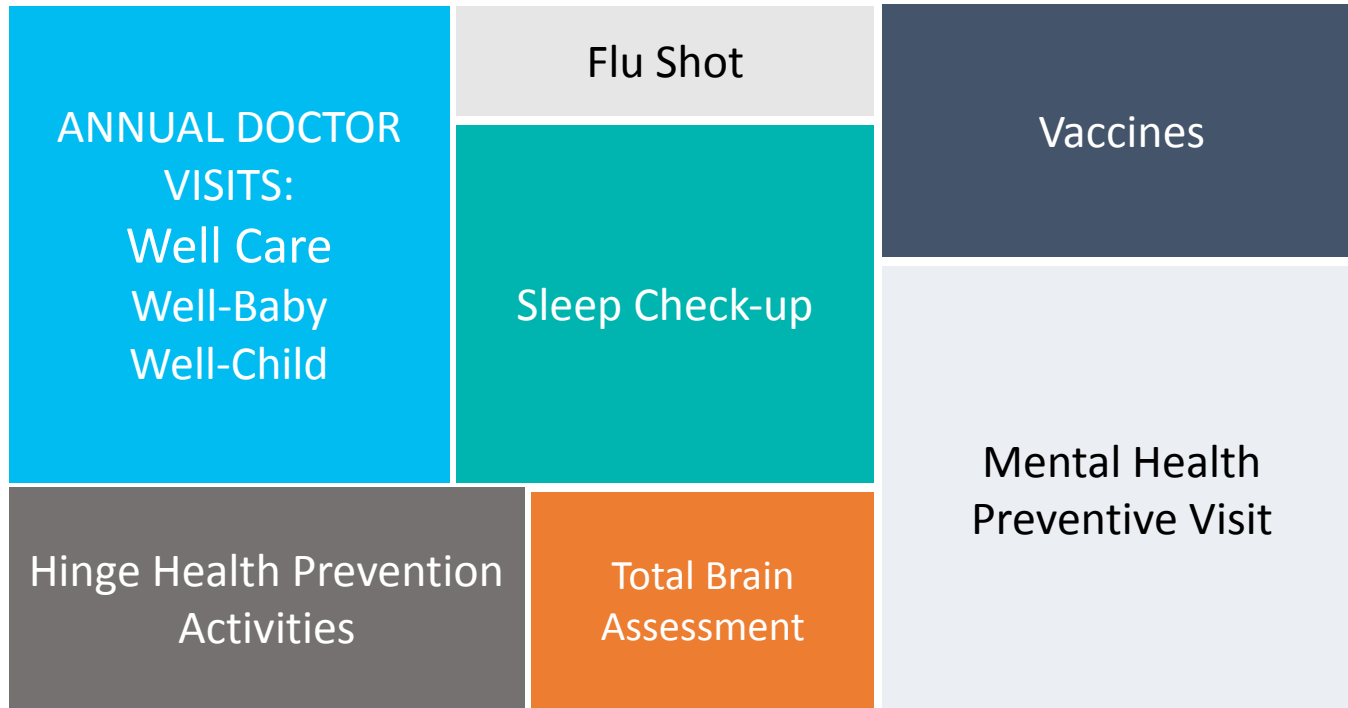 ANNUAL DOCTOR
VISITS:
Well Care
Well-Baby
Well-Child
Flu Shot
Sleep Check-up
Vaccines
Mental Health
Preventive Visit
Hinge Health Prevention
Activities
Total Brain
Assessment